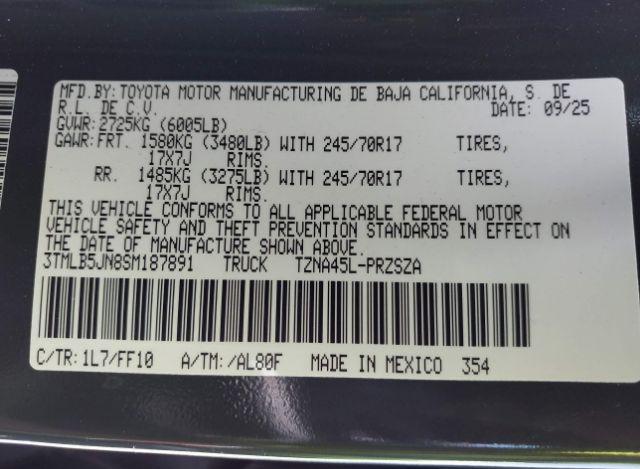 MFD.BY:TOYOTA MOTOR MANUFACTURING DE BAJA CALIFORNIA, S. DE
R.L. DE C.V. DATE: 09/25
GVWR:2725KG (6005LB)
GAWR:FRT. 1580KG (3480LB) WITH 245/70R17 TIRES,
17X7J RIMS.
RR. 1485KG (3275LB) WITH 245/70R17 TIRES,
17X7J RIMS.
THIS VEHICLE CONFORMS TO ALL APPLICABLE FEDERAL MOTOR
VEHICLE SAFETY AND THEFT PREVENTION STANDARDS IN EFFECT ON
THE DATE OF MANUFACTURE SHOWN ABOVE.
3TMLB5JN8SM187891 TRUCK TZNA45L-PRZSZA
C/TR:1L7/FF10 A/TM:/AL80F MADE IN MEXICO 354